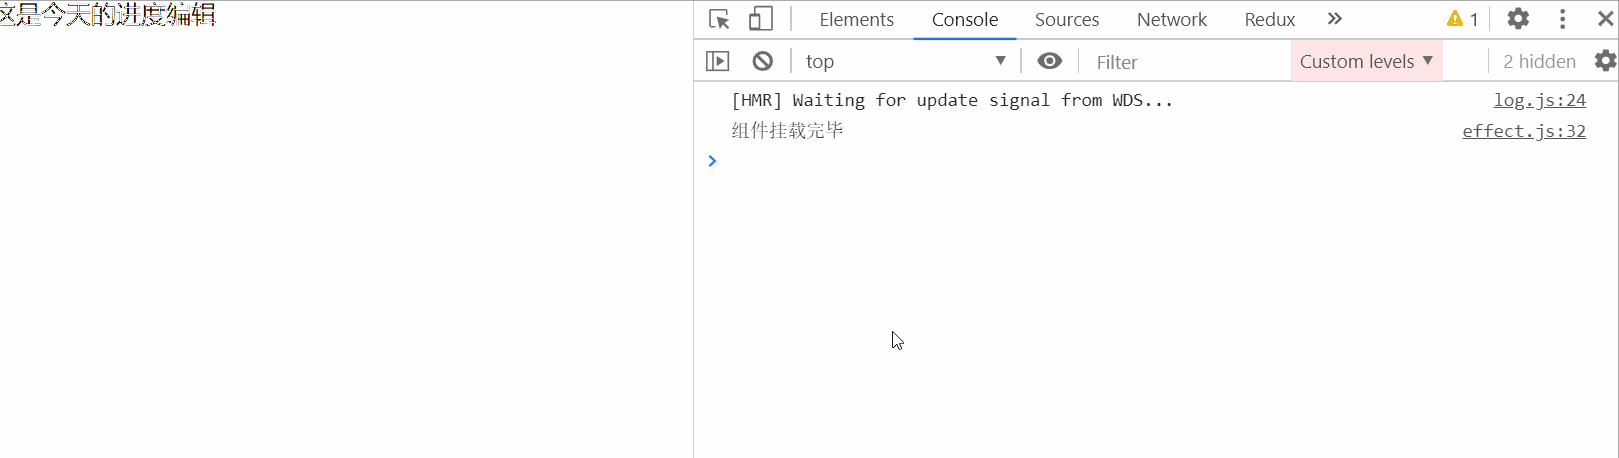 这是今天的进度编辑
Elements Console Sources Network Redux 1
top Filter Custom levels 2 hidden
[HMR] Waiting for update signal from WDS... log.js:24
组件挂载完毕 effect.js:32